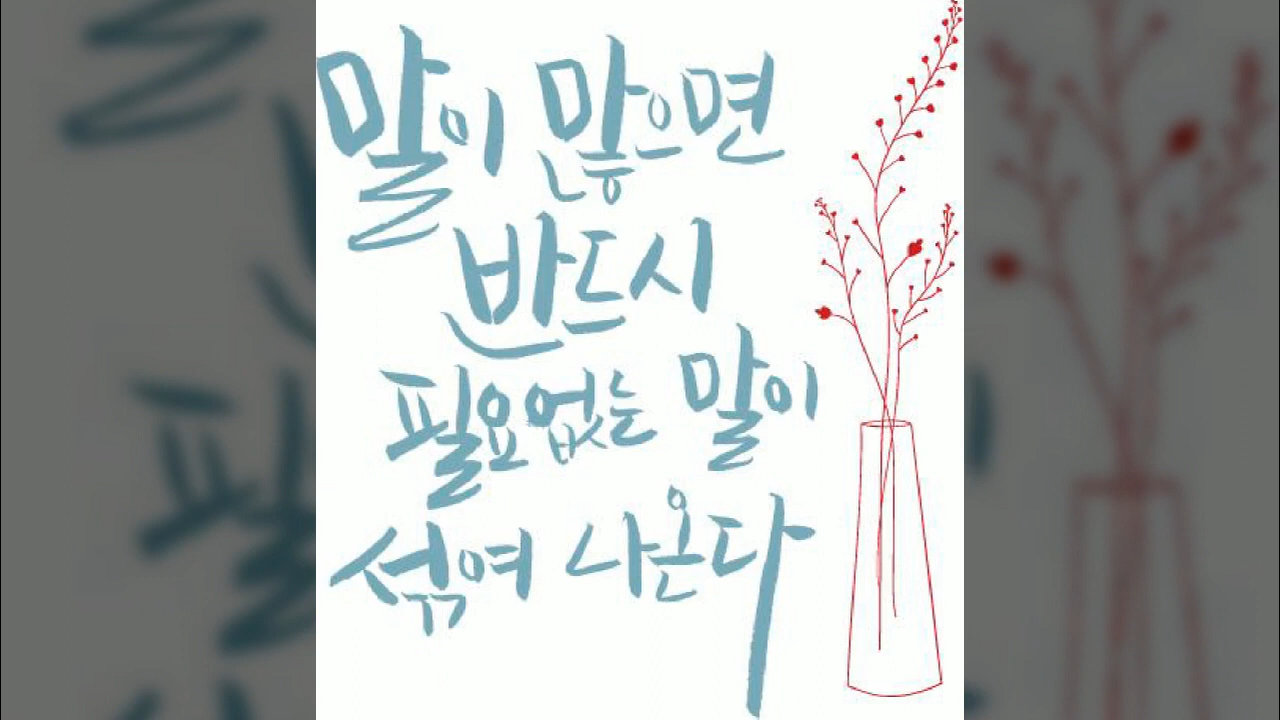 말이 많으면
반드시
필요없는 말이
섞여 나온다